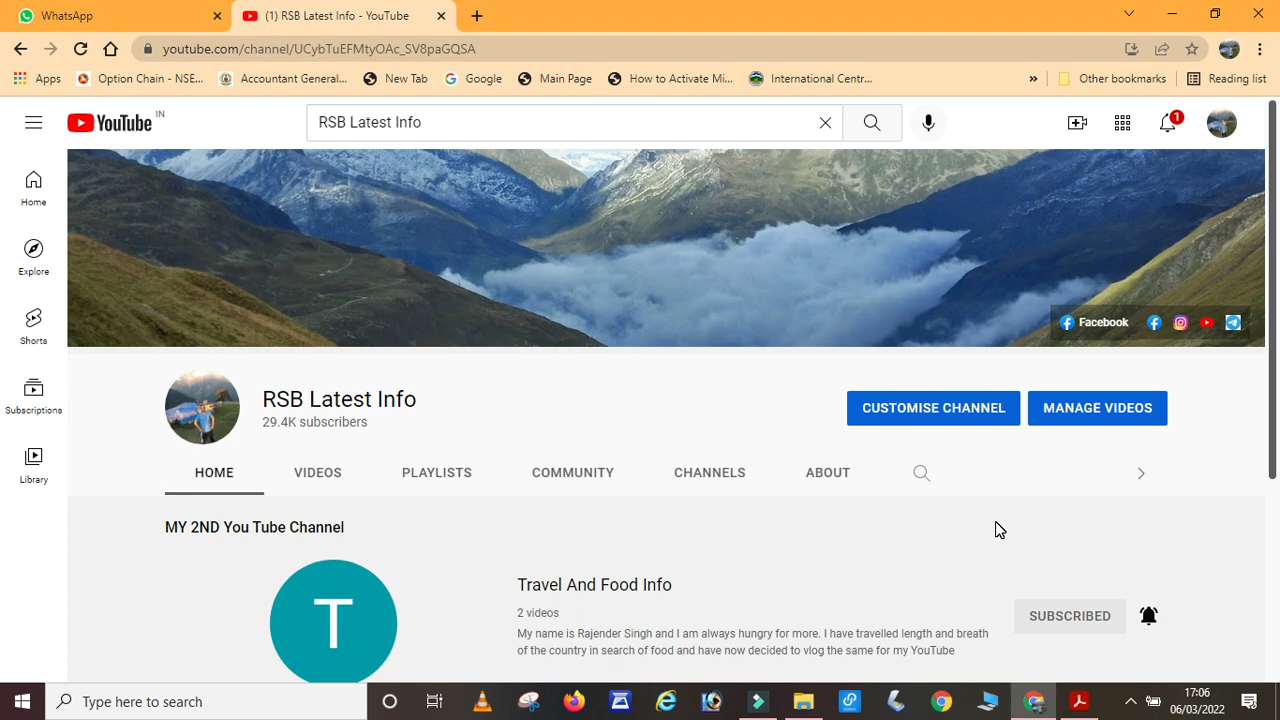 WhatsApp
(1) RSB Latest Info - YouTube
youtube.com/channel/UCybTuEFMtyOAc_SV8paGQSA
Apps
Option Chain - NSE...
Accountant General...
New Tab
Google
Main Page
How to Activate Mi...
International Centr...
»
Other bookmarks
Reading list
YouTube IN
RSB Latest Info
1
Home
Explore
Shorts
Subscriptions
Library
Facebook
RSB Latest Info
29.4K subscribers
CUSTOMISE CHANNEL
MANAGE VIDEOS
HOME
VIDEOS
PLAYLISTS
COMMUNITY
CHANNELS
ABOUT
MY 2ND You Tube Channel
T
Travel And Food Info
2 videos
My name is Rajender Singh and I am always hungry for more. I have travelled length and breath
of the country in search of food and have now decided to vlog the same for my YouTube
SUBSCRIBED
Type here to search
17:06
06/03/2022